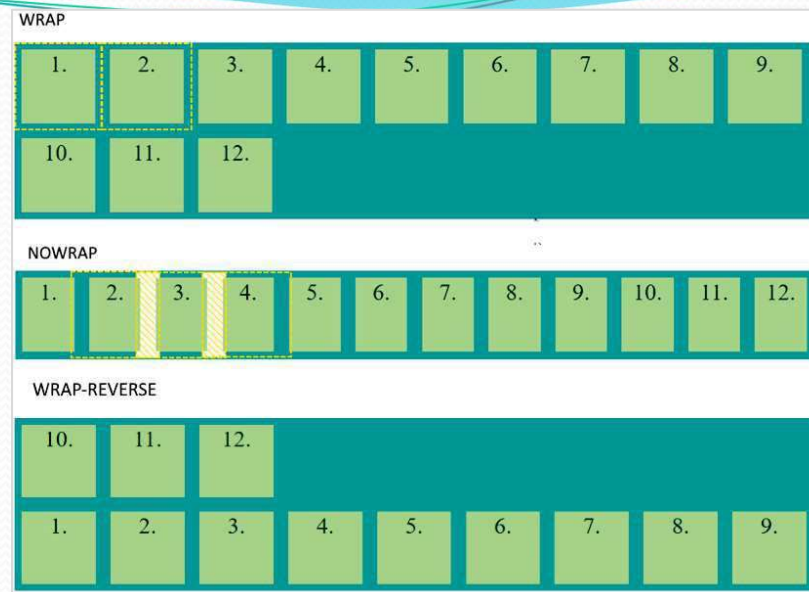 WRAP
1. 2. 3. 4. 5. 6. 7. 8. 9.
10. 11. 12.
NOWRAP
1. 2. 3. 4. 5. 6. 7. 8. 9. 10. 11. 12.
WRAP-REVERSE
10. 11. 12.
1. 2. 3. 4. 5. 6. 7. 8. 9.